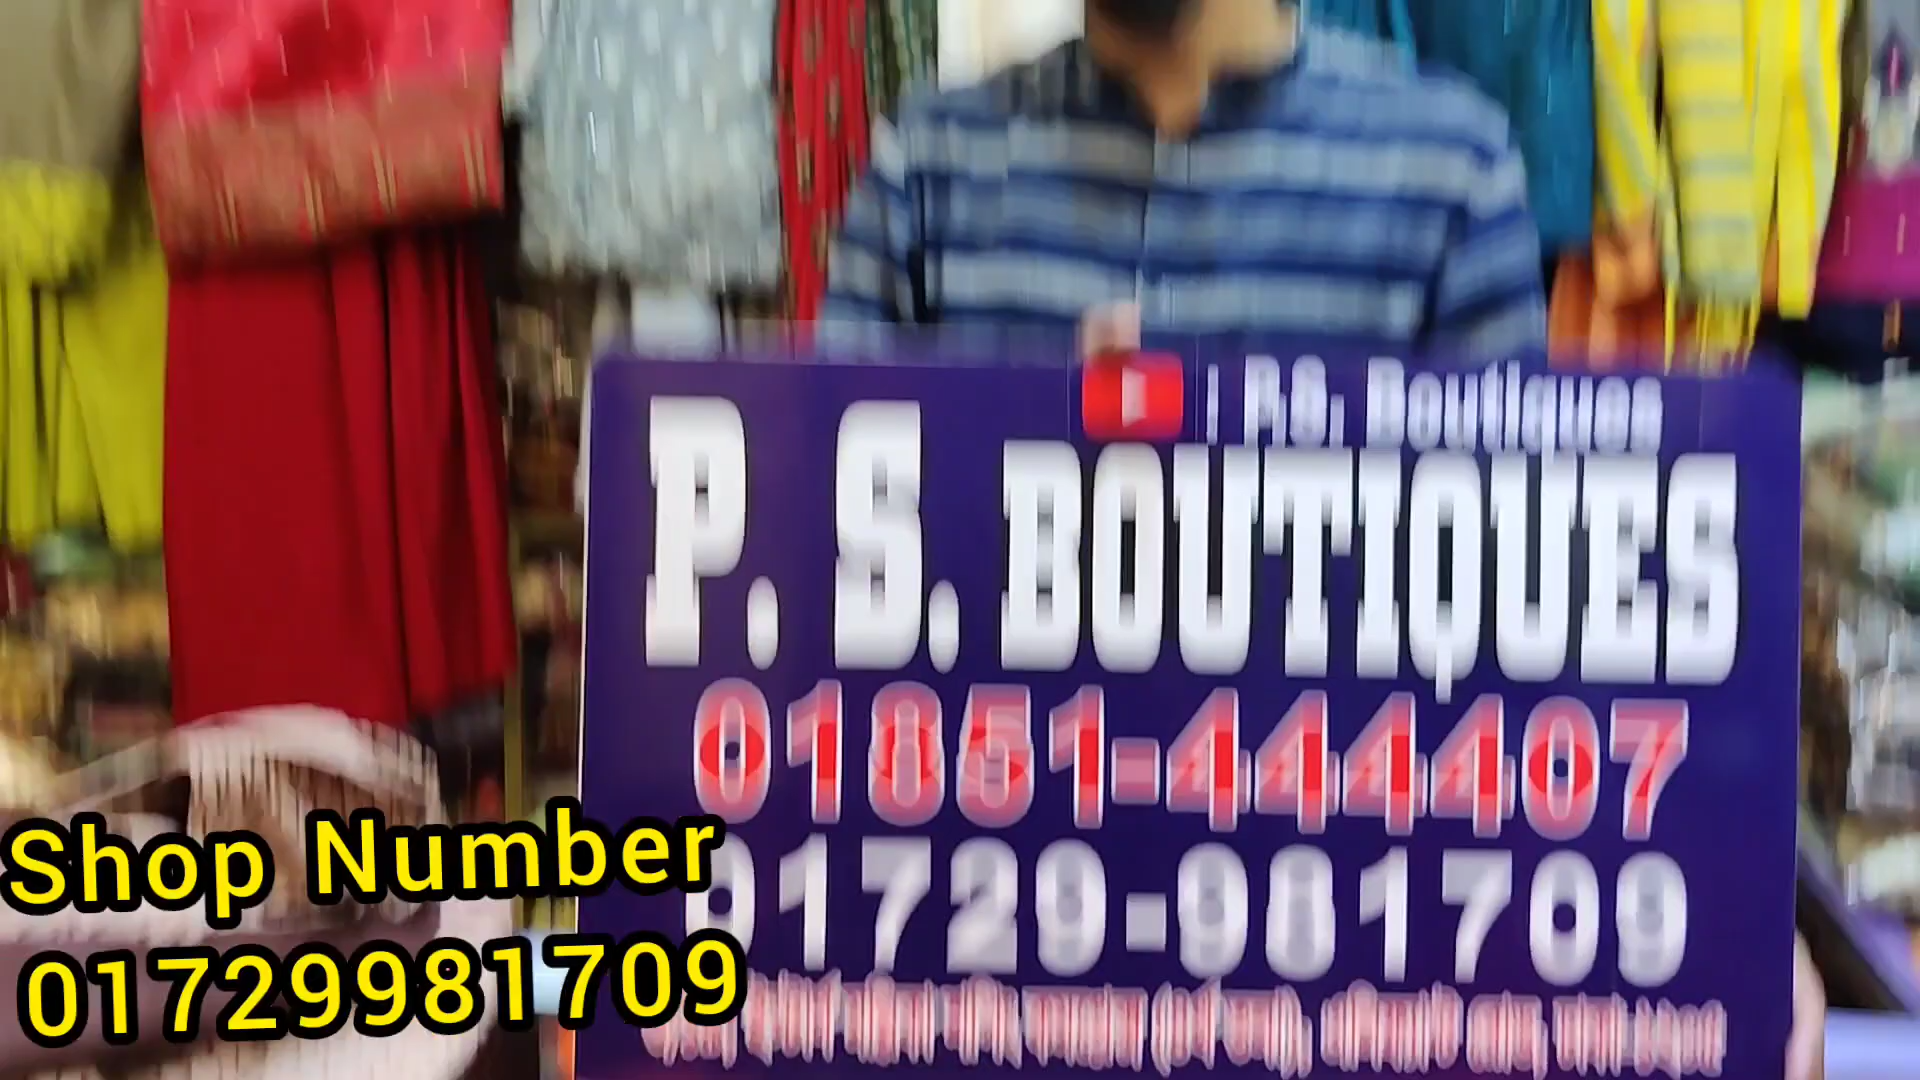 : P.S. Boutiques
P. S. BOUTIQUES
01851-444407
01729-981709
Shop Number
01729981709